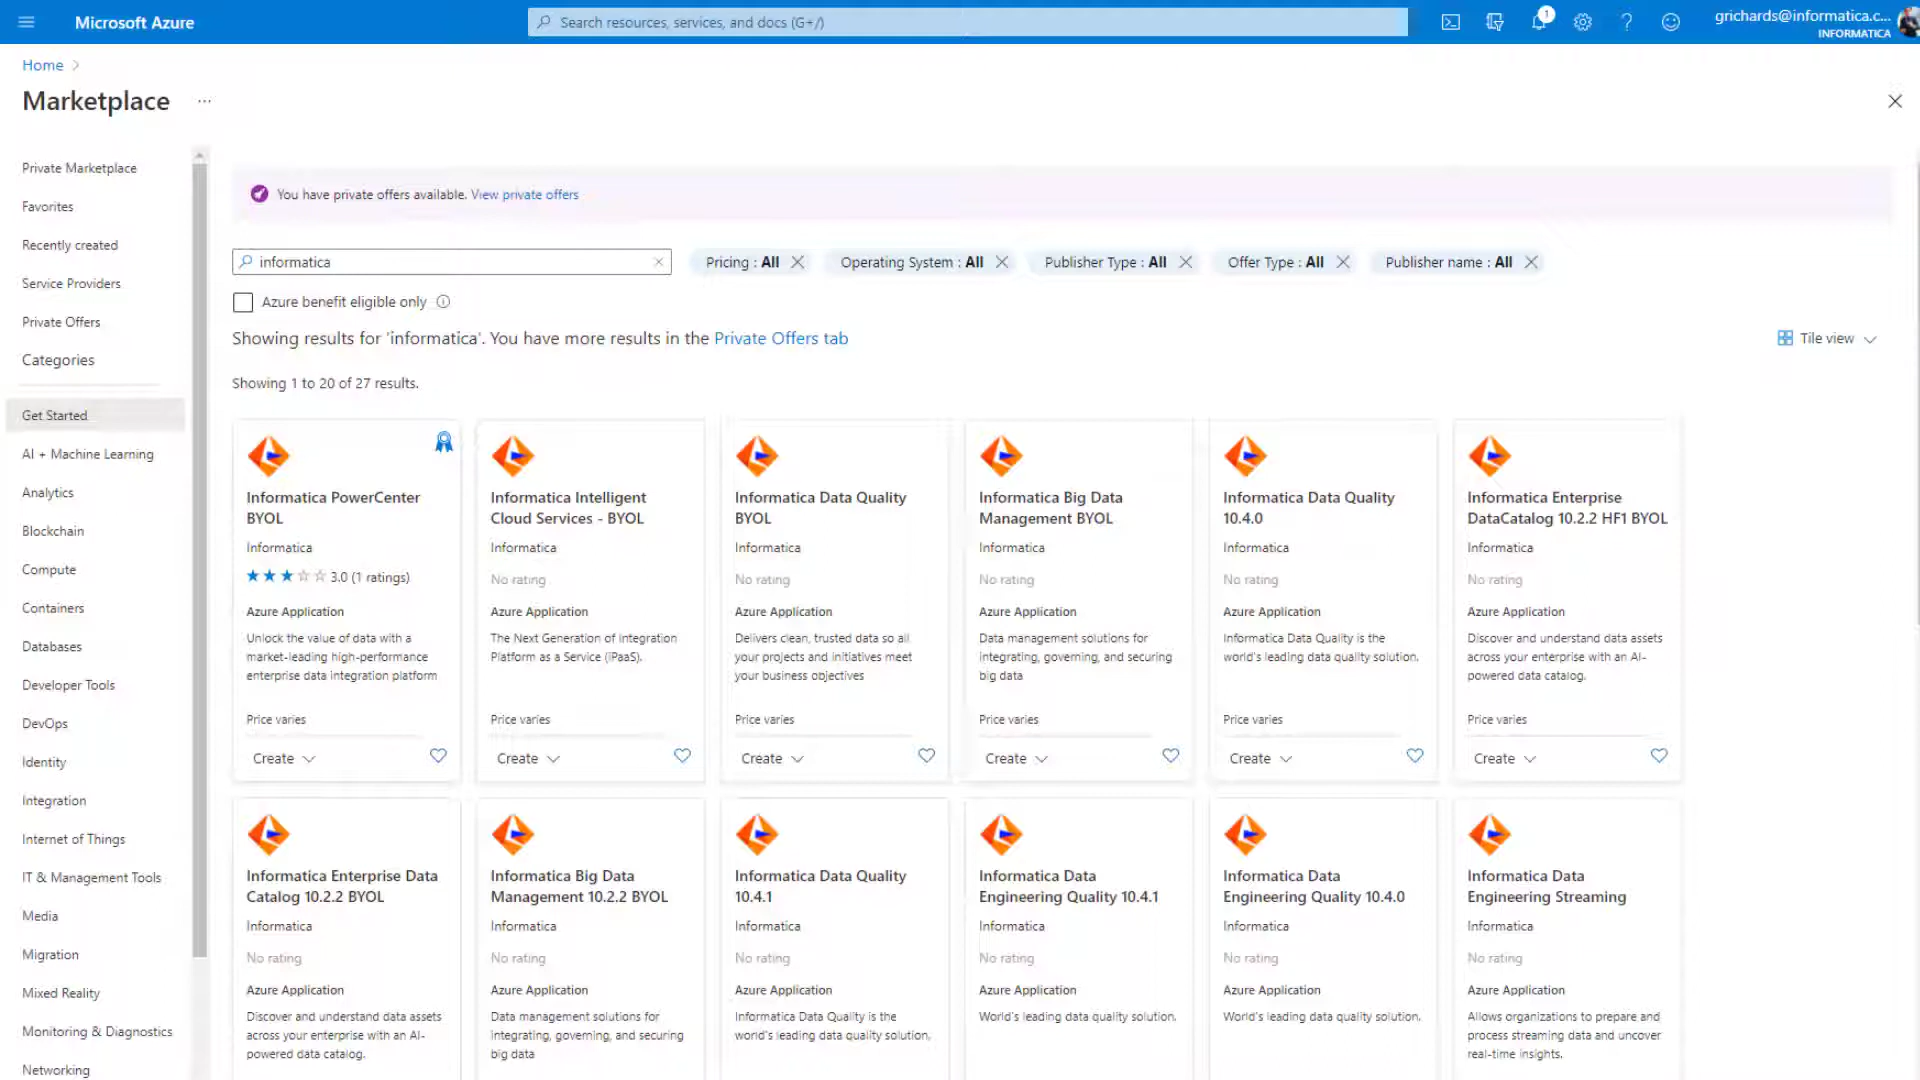 Microsoft Azure
Search resources, services, and docs (G+/)
1
grichards@informatica.c...
INFORMATICA
Home
Marketplace
...
Private Marketplace
Favorites
Recently created
Service Providers
Private Offers
Categories
Get Started
AI + Machine Learning
Analytics
Blockchain
Compute
Containers
Databases
Developer Tools
DevOps
Identity
Integration
Internet of Things
IT & Management Tools
Media
Migration
Mixed Reality
Monitoring & Diagnostics
Networking
You have private offers available. View private offers
informatica
Pricing : All
Operating System : All
Publisher Type : All
Offer Type : All
Publisher name : All
Azure benefit eligible only
Showing results for 'informatica'. You have more results in the Private Offers tab
Tile view
Showing 1 to 20 of 27 results.
Informatica PowerCenter
BYOL
Informatica
3.0 (1 ratings)
Azure Application
Unlock the value of data with a
market-leading high-performance
enterprise data integration platform
Price varies
Create
Informatica Intelligent
Cloud Services - BYOL
Informatica
No rating
Azure Application
The Next Generation of Integration
Platform as a Service (iPaaS).
Price varies
Create
Informatica Data Quality
BYOL
Informatica
No rating
Azure Application
Delivers clean, trusted data so all
your projects and initiatives meet
your business objectives
Price varies
Create
Informatica Big Data
Management BYOL
Informatica
No rating
Azure Application
Data management solutions for
integrating, governing, and securing
big data
Price varies
Create
Informatica Data Quality
10.4.0
Informatica
No rating
Azure Application
Informatica Data Quality is the
world's leading data quality solution.
Price varies
Create
Informatica Enterprise
DataCatalog 10.2.2 HF1 BYOL
Informatica
No rating
Azure Application
Discover and understand data assets
across your enterprise with an AI-
powered data catalog.
Price varies
Create
Informatica Enterprise Data
Catalog 10.2.2 BYOL
Informatica
No rating
Azure Application
Discover and understand data assets
across your enterprise with an AI-
powered data catalog.
Informatica Big Data
Management 10.2.2 BYOL
Informatica
No rating
Azure Application
Data management solutions for
integrating, governing, and securing
big data
Informatica Data Quality
10.4.1
Informatica
No rating
Azure Application
Informatica Data Quality is the
world's leading data quality solution.
Informatica Data
Engineering Quality 10.4.1
Informatica
No rating
Azure Application
World's leading data quality solution.
Informatica Data
Engineering Quality 10.4.0
Informatica
No rating
Azure Application
World's leading data quality solution.
Informatica Data
Engineering Streaming
Informatica
No rating
Azure Application
Allows organizations to prepare and
process streaming data and uncover
real-time insights.